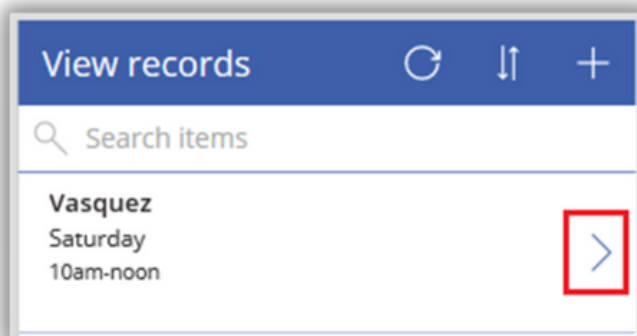 View records
Search items
Vasquez
Saturday
10am-noon